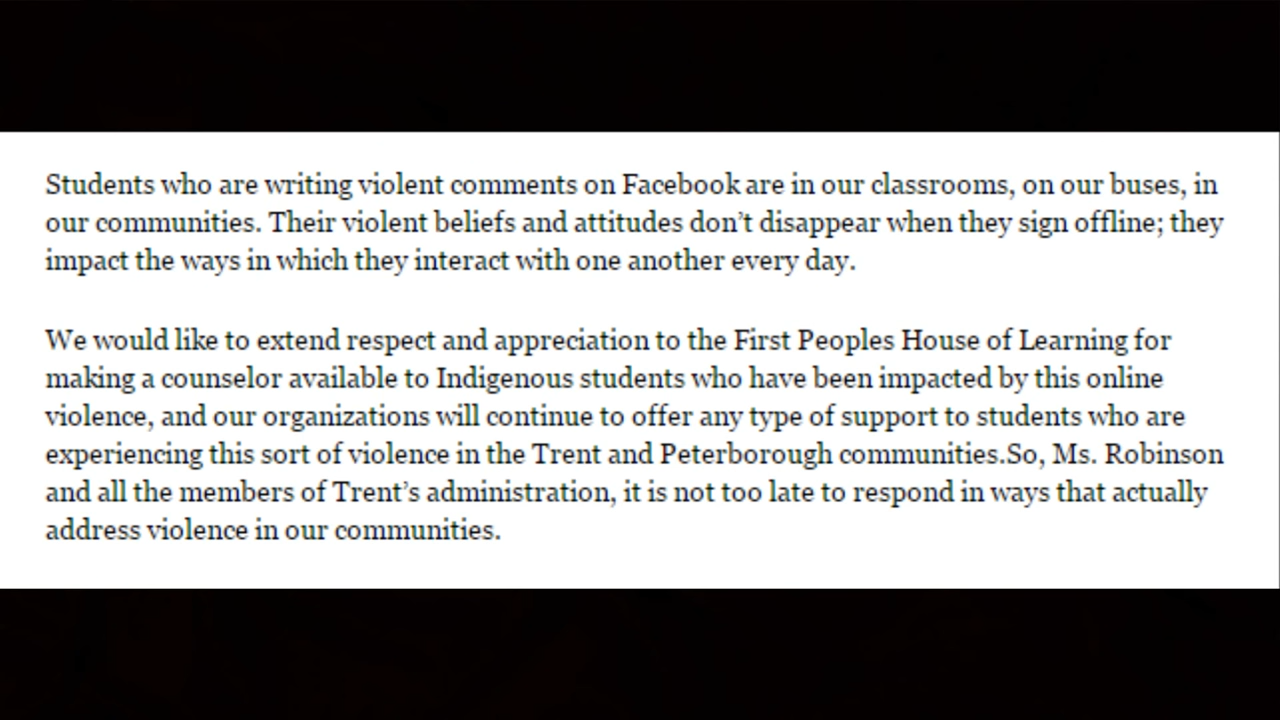 Students who are writing violent comments on Facebook are in our classrooms, on our buses, in
our communities. Their violent beliefs and attitudes don’t disappear when they sign offline; they
impact the ways in which they interact with one another every day.
We would like to extend respect and appreciation to the First Peoples House of Learning for
making a counselor available to Indigenous students who have been impacted by this online
violence, and our organizations will continue to offer any type of support to students who are
experiencing this sort of violence in the Trent and Peterborough communities.So, Ms. Robinson
and all the members of Trent’s administration, it is not too late to respond in ways that actually
address violence in our communities.